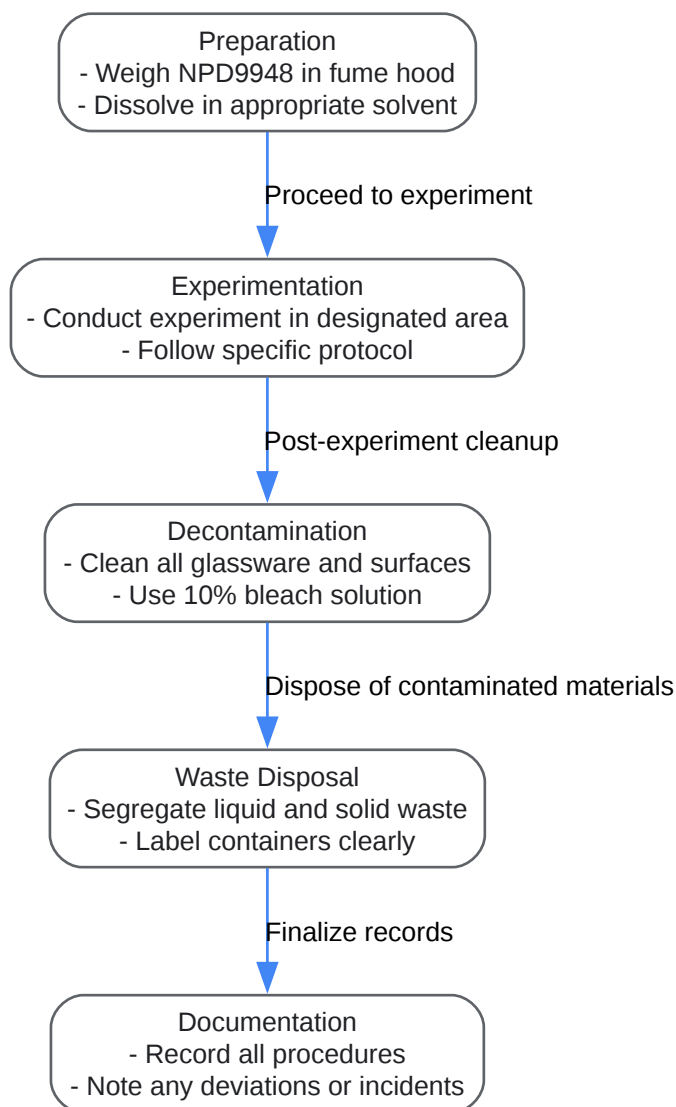 Preparation
- Weigh NPD9948 in fume hood
- Dissolve in appropriate solvent
Proceed to experiment
Experimentation
- Conduct experiment in designated area
- Follow specific protocol
Post-experiment cleanup
Decontamination
- Clean all glassware and surfaces
- Use 10% bleach solution
Dispose of contaminated materials
Waste Disposal
- Segregate liquid and solid waste
- Label containers clearly
Finalize records
Documentation
- Record all procedures
- Note any deviations or incidents